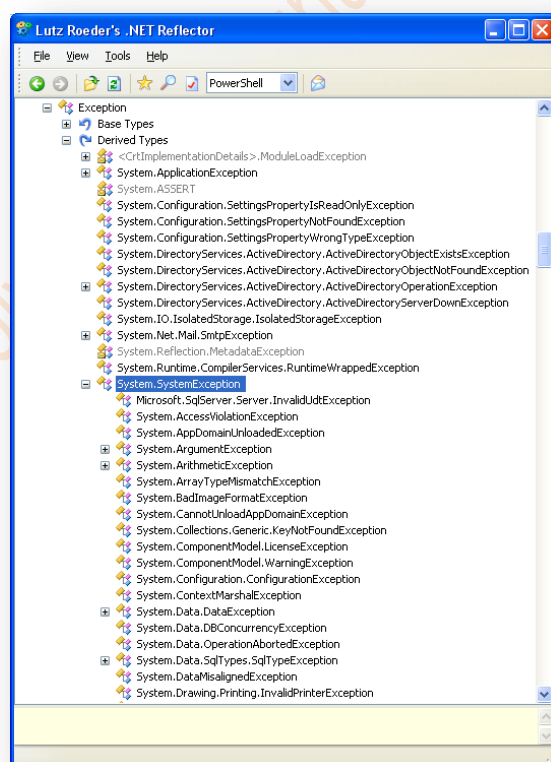 Lutz Roeder's .NET Reflector
File View Tools Help
PowerShell
Exception
Base Types
Derived Types
<CrtImplementationDetails>.ModuleLoadException
System.ApplicationException
System.ASSERT
System.Configuration.SettingsPropertyIsReadOnlyException
System.Configuration.SettingsPropertyNotFoundException
System.Configuration.SettingsPropertyWrongTypeException
System.DirectoryServices.ActiveDirectory.ActiveDirectoryObjectExistsException
System.DirectoryServices.ActiveDirectory.ActiveDirectoryObjectNotFoundException
System.DirectoryServices.ActiveDirectory.ActiveDirectoryOperationException
System.DirectoryServices.ActiveDirectory.ActiveDirectoryServerDownException
System.IO.IsolatedStorage.IsolatedStorageException
System.Net.Mail.SmtpException
System.Reflection.MetadataException
System.Runtime.CompilerServices.RuntimeWrappedException
System.SystemException
Microsoft.SqlServer.Server.InvalidUdtException
System.AccessViolationException
System.AppDomainUnloadedException
System.ArgumentException
System.ArithmeticException
System.ArrayTypeMismatchException
System.BadImageFormatException
System.CannotUnloadAppDomainException
System.Collections.Generic.KeyNotFoundException
System.ComponentModel.LicenseException
System.ComponentModel.WarningException
System.Configuration.ConfigurationException
System.ContextMarshalException
System.Data.DataException
System.Data.DBConcurrencyException
System.Data.OperationAbortedException
System.Data.SqlTypes.SqlTypeException
System.DataMisalignedException
System.Drawing.Printing.InvalidPrinterException